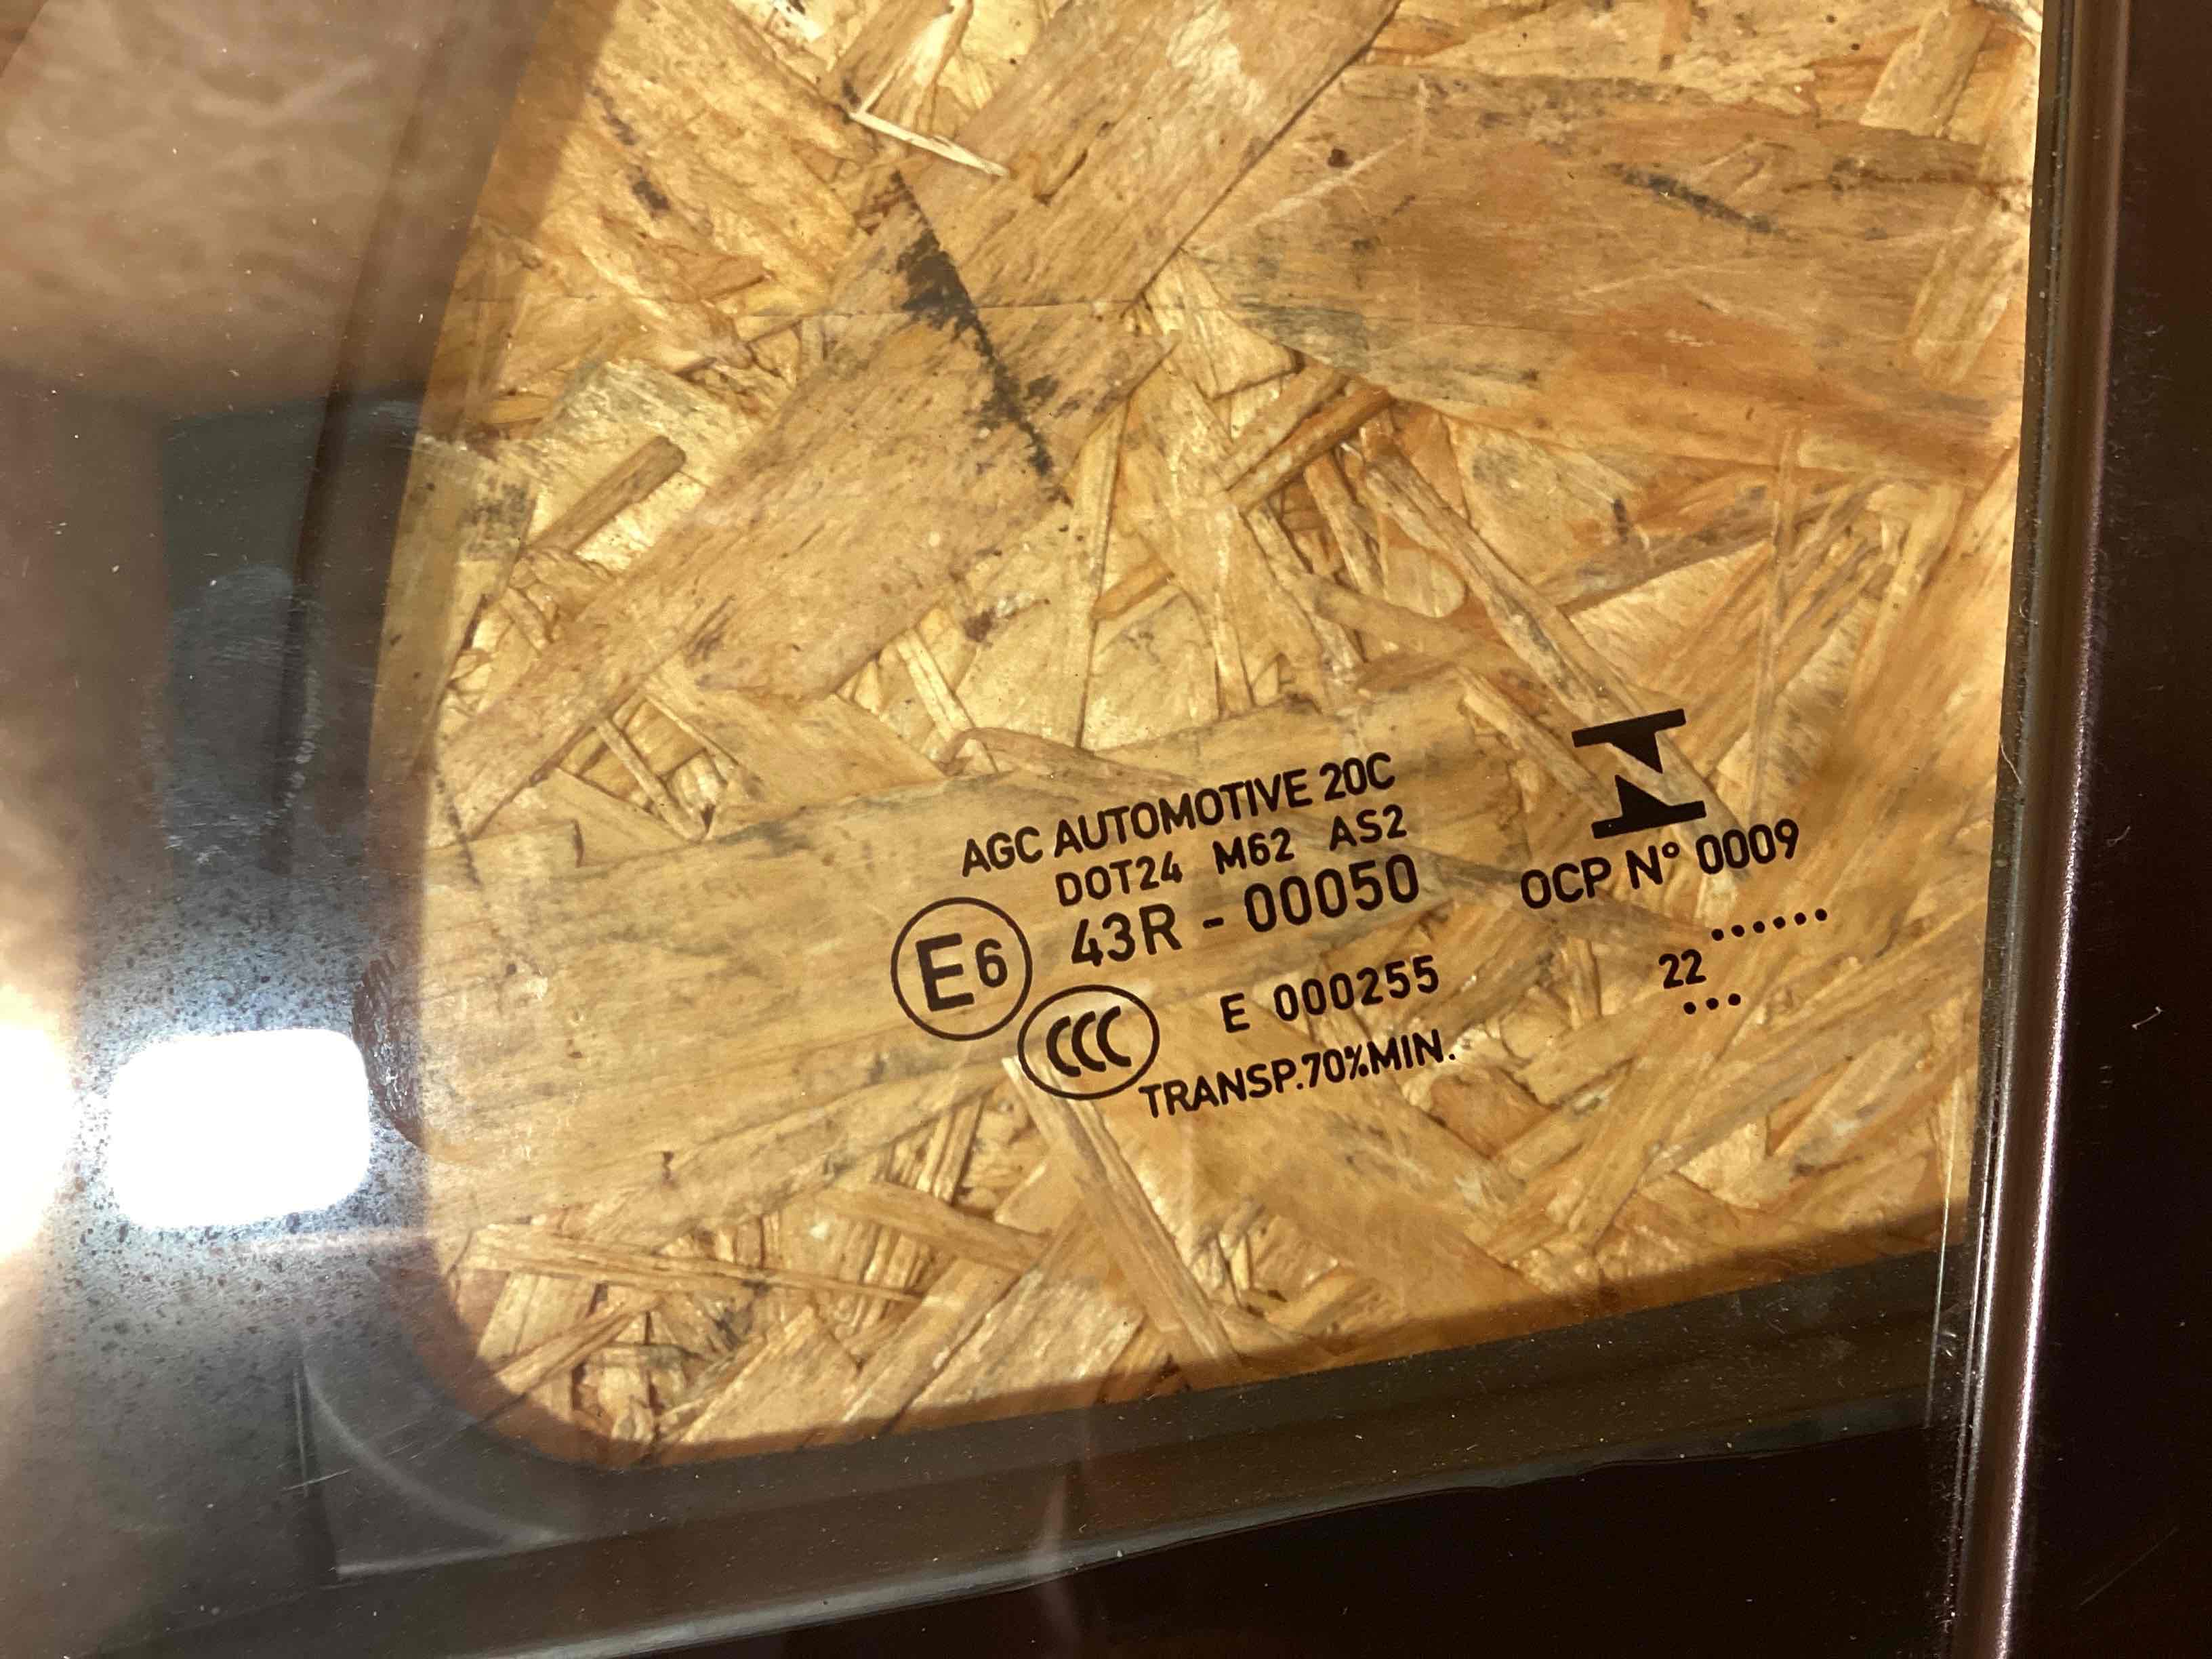 AGC AUTOMOTIVE 20C
DOT24 M62 AS2
E6 43R - 00050
CCC E 000255
TRANSP.70%MIN.
OCP N° 0009
......
22
...